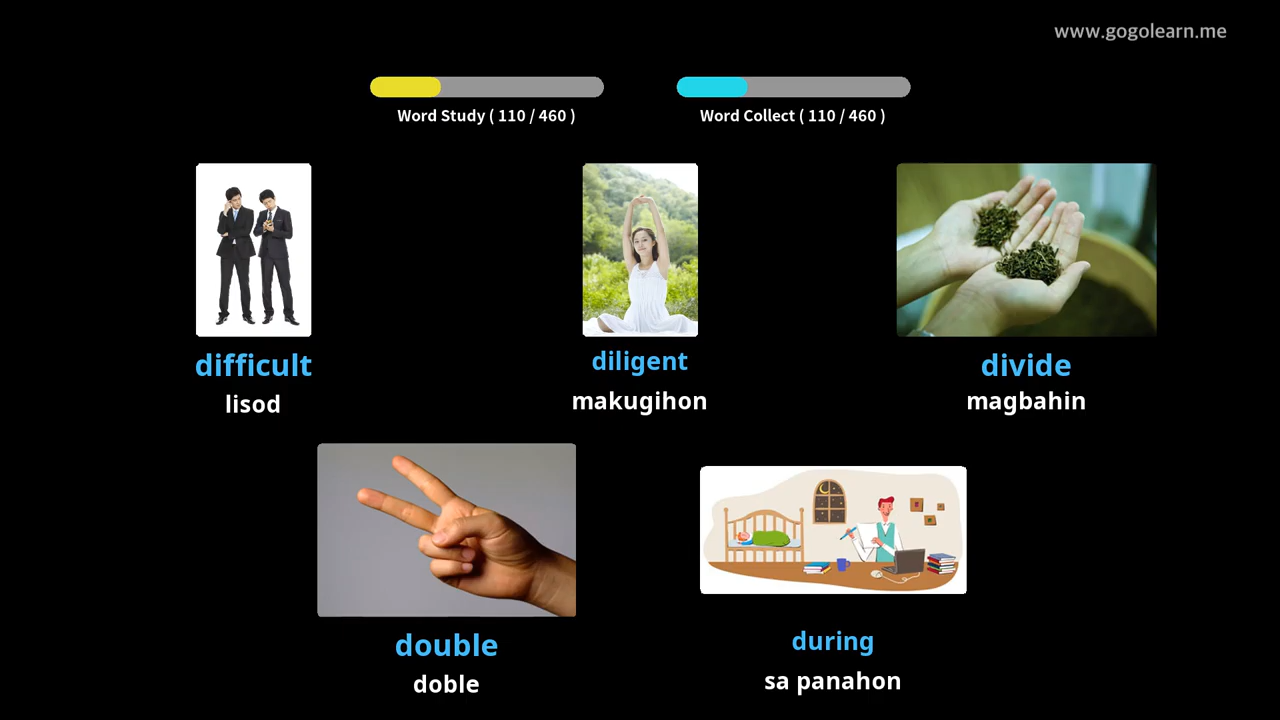 www.gogolearn.me
Word Study ( 110 / 460 )
Word Collect ( 110 / 460 )
difficult
lisod
diligent
makugihon
divide
magbahin
double
doble
during
sa panahon